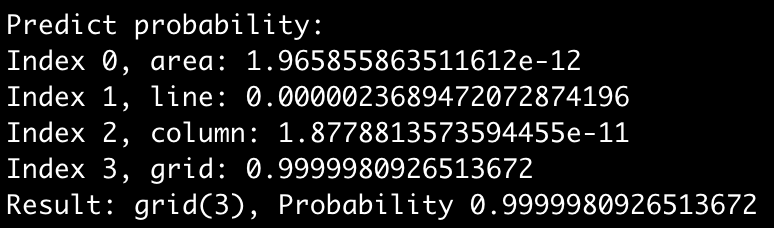 Predict probability:
Index 0, area: 1.965855863511612e-12
Index 1, line: 0.0000023689472072874196
Index 2, column: 1.8778813573594455e-11
Index 3, grid: 0.9999980926513672
Result: grid(3), Probability 0.9999980926513672